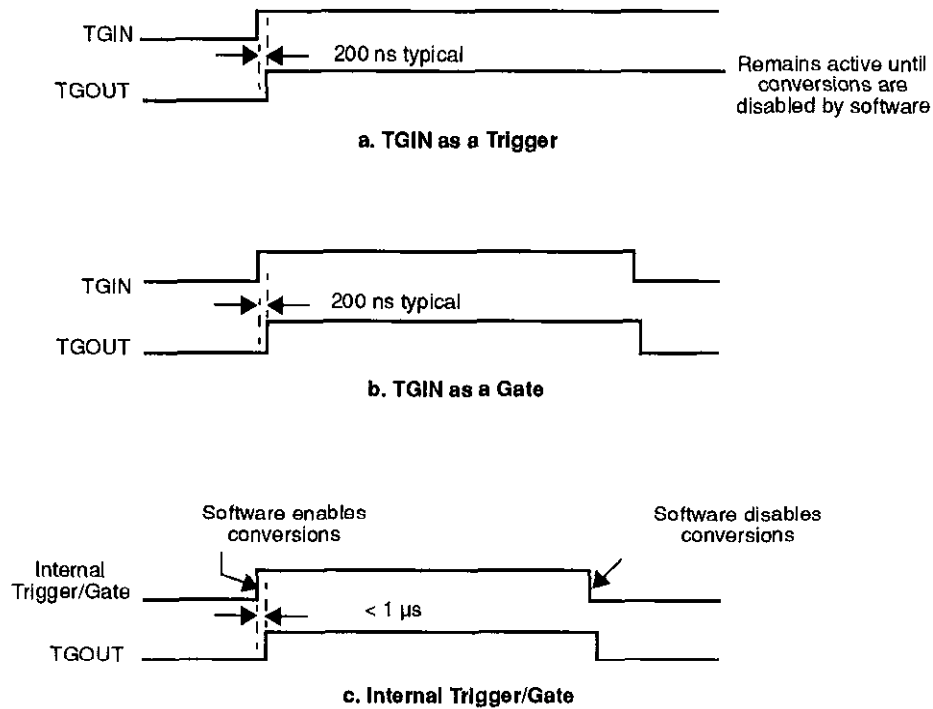 TGIN
200 ns typical
TGOUT
Remains active until
conversions are
disabled by software
a. TGIN as a Trigger
TGIN
200 ns typical
TGOUT
b. TGIN as a Gate
Software enables
conversions
Software disables
conversions
Internal
Trigger/Gate
< 1 µs
TGOUT
c. Internal Trigger/Gate